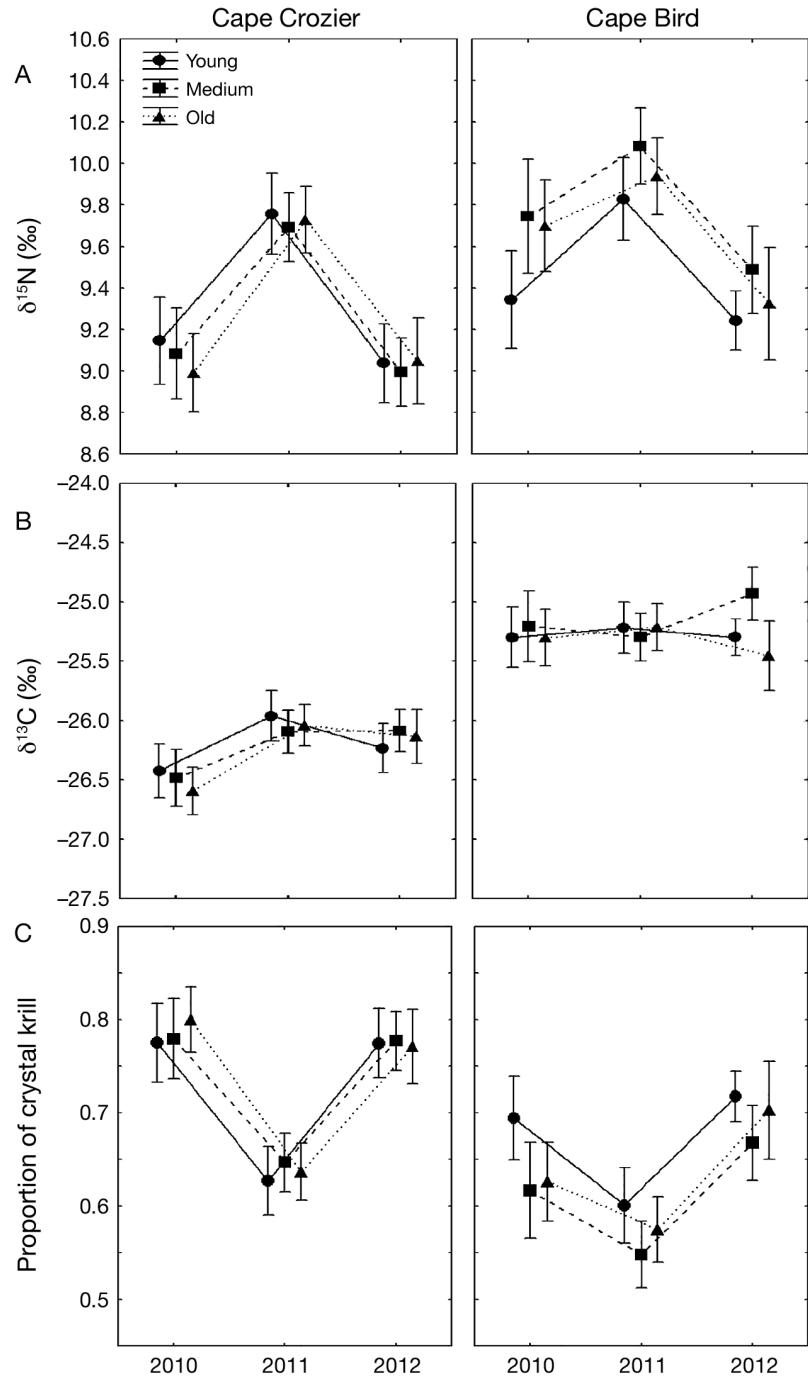 Cape Crozier
Cape Bird
A
10.6
10.4
10.2
10.0
9.8
9.6
9.4
9.2
9.0
8.8
8.6
δ15N (‰)
Young
Medium
Old
B
−24.0
−24.5
−25.0
−25.5
−26.0
−26.5
−27.0
−27.5
δ13C (‰)
C
0.9
0.8
0.7
0.6
0.5
Proportion of crystal krill
2010 2011 2012
2010 2011 2012